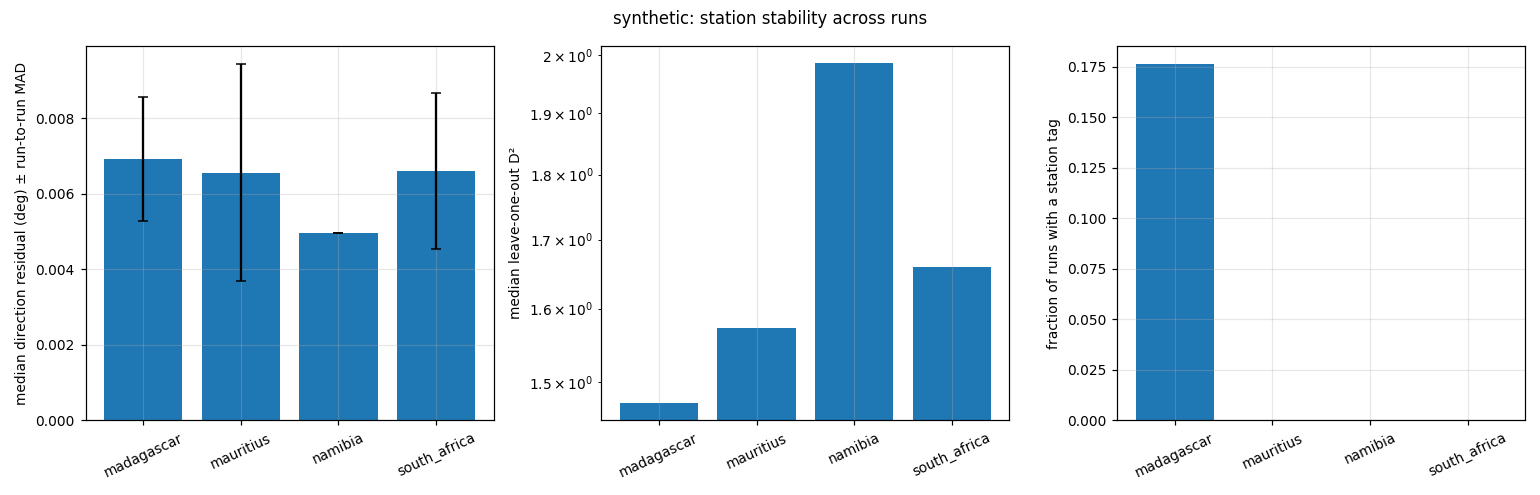 synthetic: station stability across runs
median direction residual (deg) ± run-to-run MAD
0.008
0.006
0.004
0.002
0.000
madagascar
mauritius
namibia
south_africa
median leave-one-out D²
2 × 10⁰
1.9 × 10⁰
1.8 × 10⁰
1.7 × 10⁰
1.6 × 10⁰
1.5 × 10⁰
madagascar
mauritius
namibia
south_africa
fraction of runs with a station tag
0.175
0.150
0.125
0.100
0.075
0.050
0.025
0.000
madagascar
mauritius
namibia
south_africa